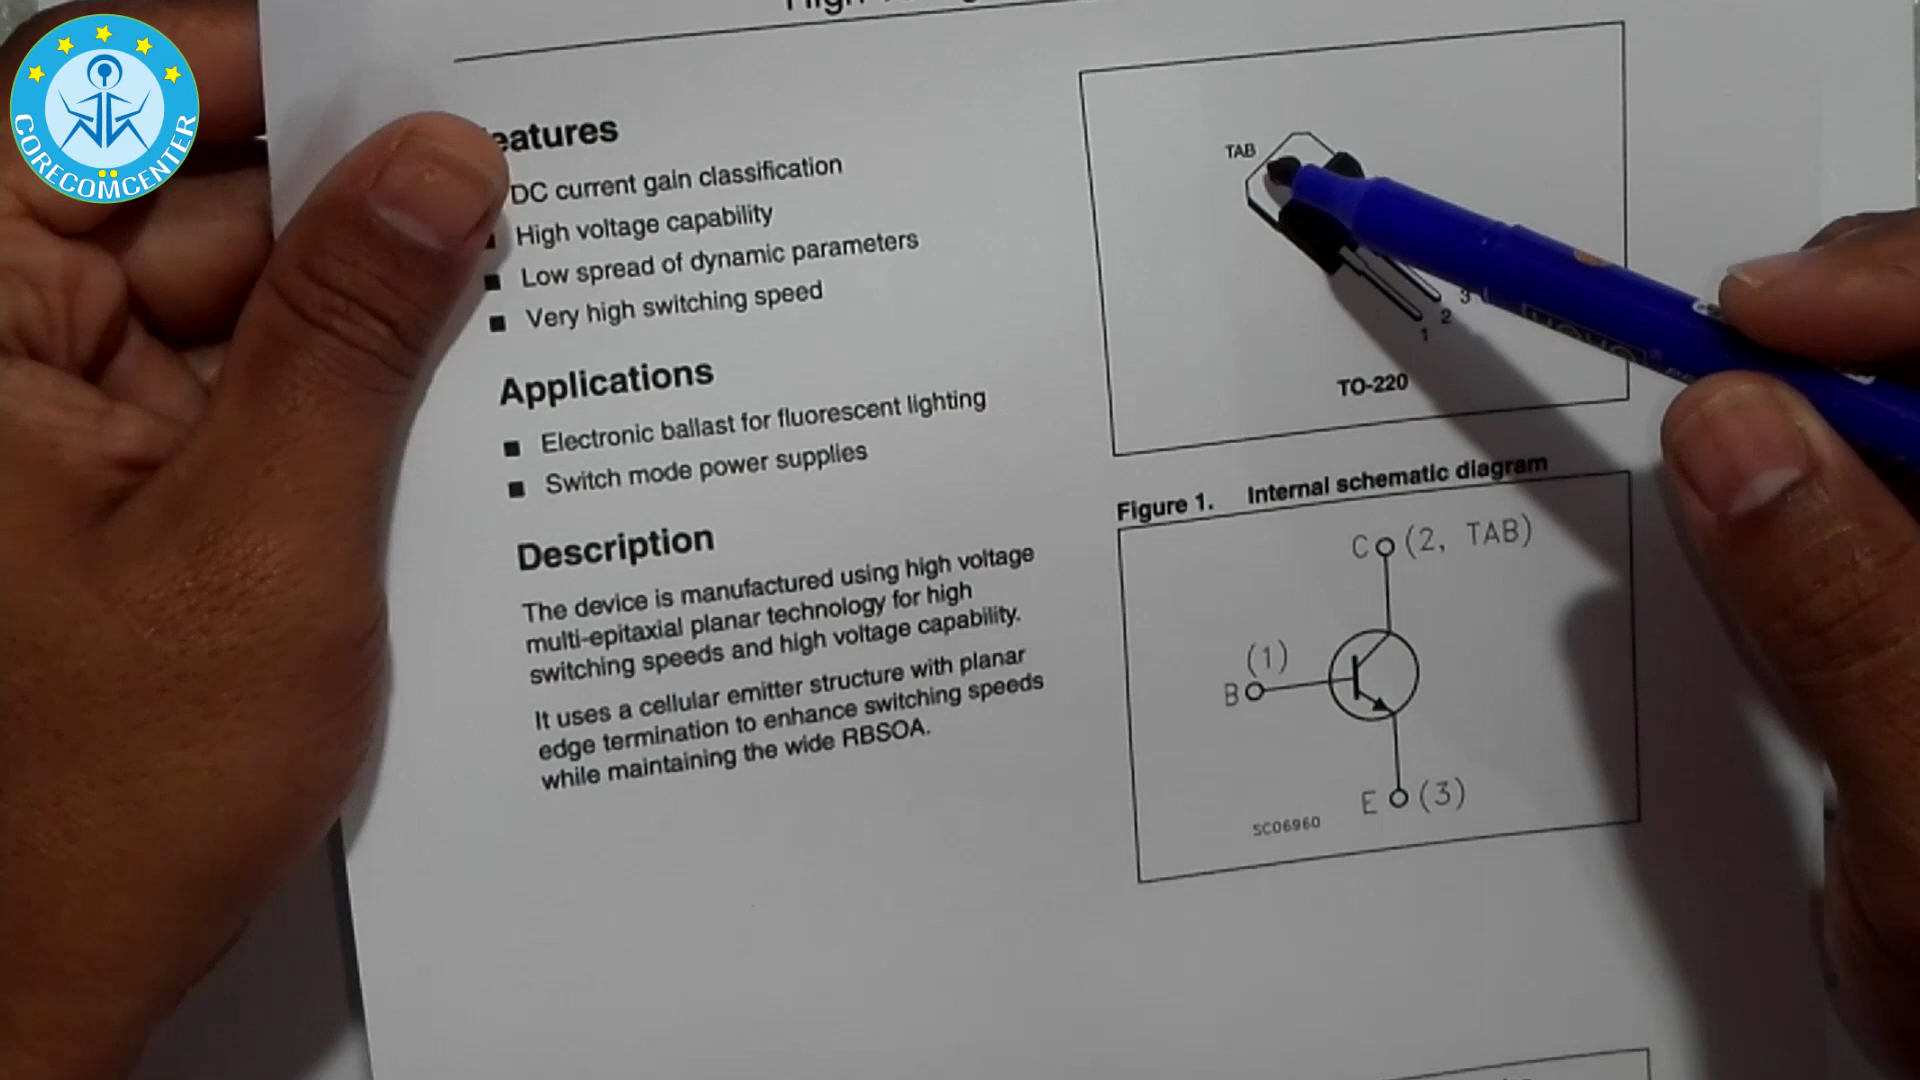 CORECOMCENTER
eatures
DC current gain classification
High voltage capability
Low spread of dynamic parameters
Very high switching speed
Applications
Electronic ballast for fluorescent lighting
Switch mode power supplies
Description
The device is manufactured using high voltage
multi-epitaxial planar technology for high
switching speeds and high voltage capability.
It uses a cellular emitter structure with planar
edge termination to enhance switching speeds
while maintaining the wide RBSOA.
TAB
3
2
1
TO-220
Figure 1. Internal schematic diagram
C (2, TAB)
(1)
B
E (3)
SC06960